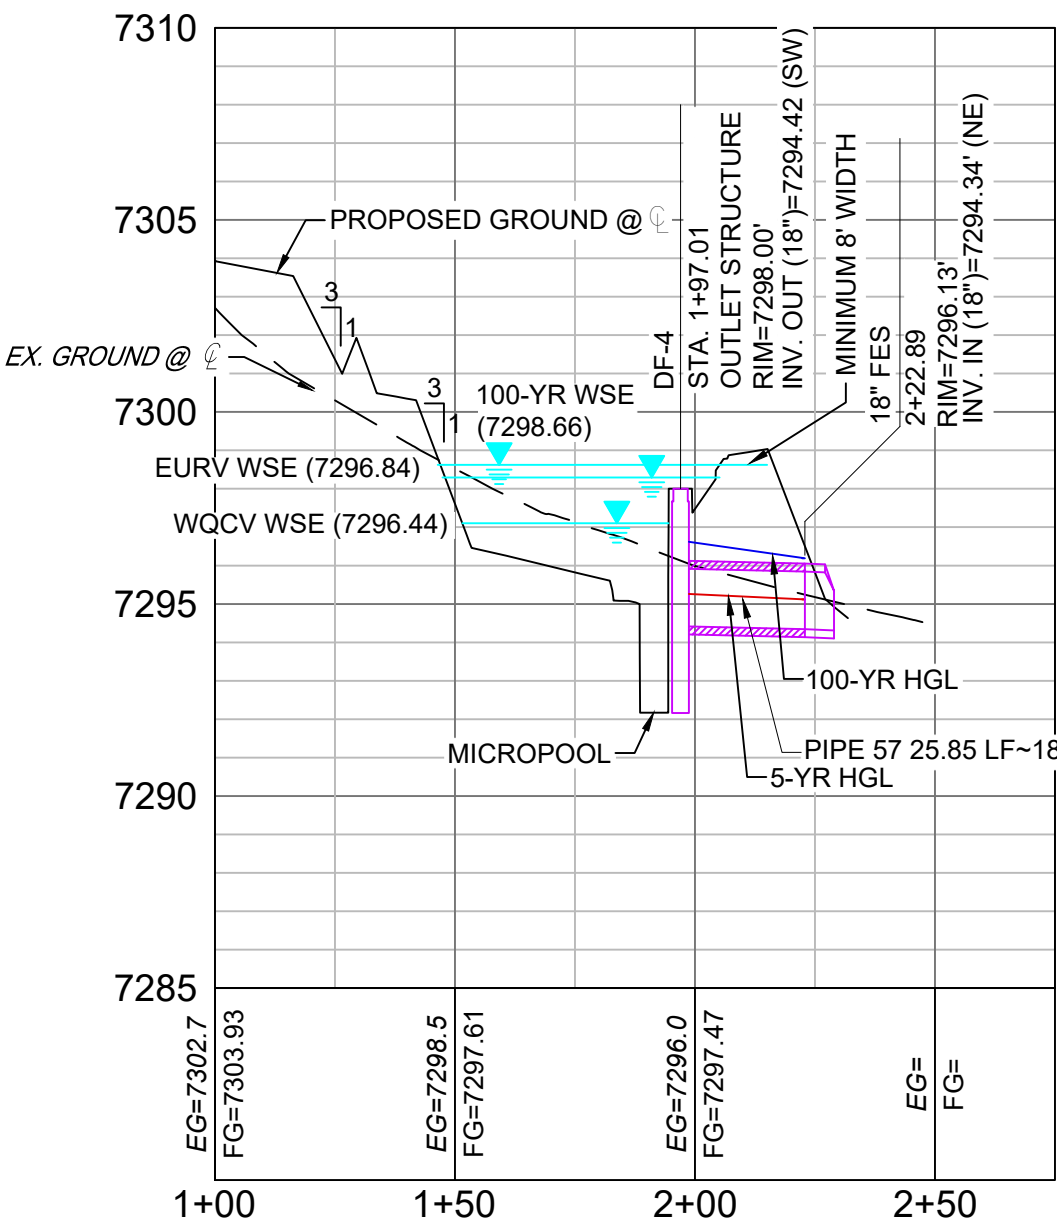 7310
7305
7300
7295
7290
7285
PROPOSED GROUND @ ℄
3
1
EX. GROUND @ ℄
3
1
100-YR WSE
(7298.66)
EURV WSE (7296.84)
WQCV WSE (7296.44)
DF-4
STA. 1+97.01
OUTLET STRUCTURE
RIM=7298.00'
INV. OUT (18")=7294.42 (SW)
MINIMUM 8' WIDTH
18" FES
2+22.89
RIM=7296.13'
INV. IN (18")=7294.34' (NE)
100-YR HGL
MICROPOOL
PIPE 57 25.85 LF~18
5-YR HGL
EG=7302.7
FG=7303.93
EG=7298.5
FG=7297.61
EG=7296.0
FG=7297.47
EG=
FG=
1+00
1+50
2+00
2+50